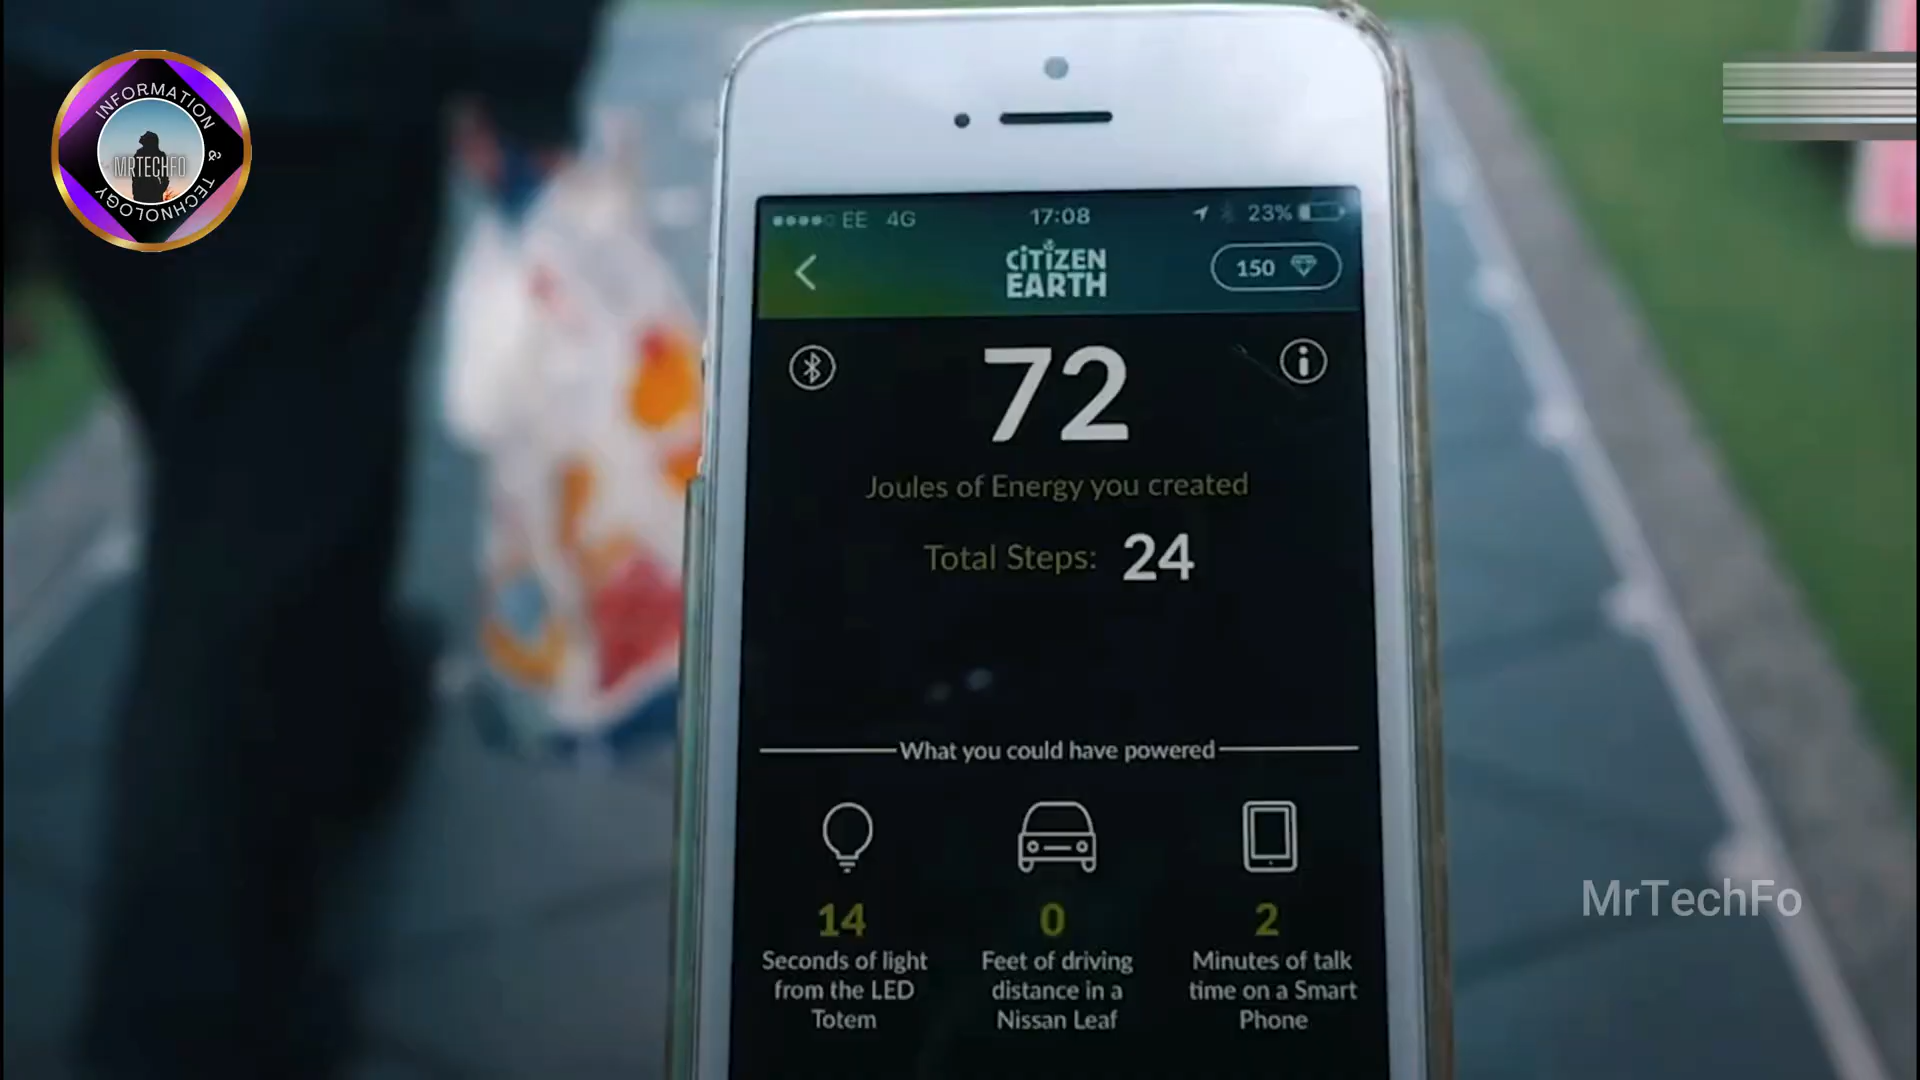 INFORMATION
& TECHNOLOGY
MRTECHFO
EE 4G 17:08 23%
CiTiZEN
EARTH
150
72
Joules of Energy you created
Total Steps: 24
What you could have powered
14 0 2
Seconds of light
from the LED
Totem
Feet of driving
distance in a
Nissan Leaf
Minutes of talk
time on a Smart
Phone
MrTechFo